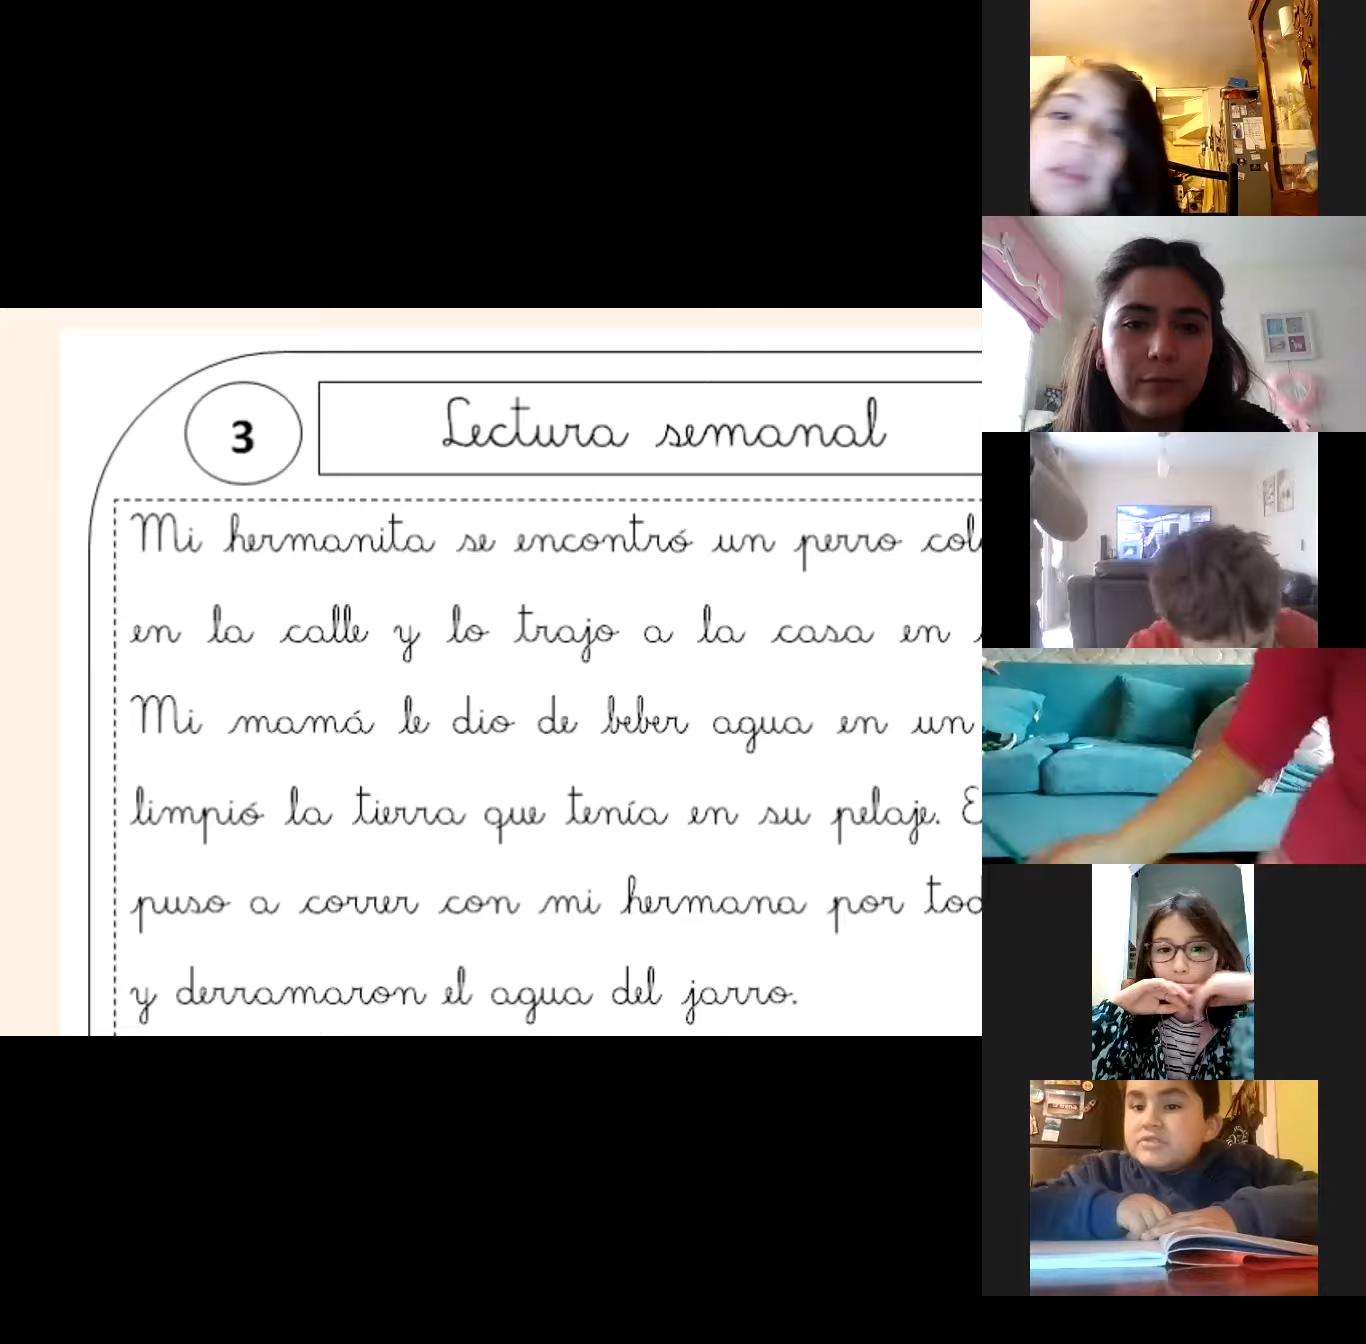 3
Lectura semanal
Mi hermanita se encontró un perro
en la calle y lo trajo a la casa en
Mi mamá le dio de beber agua en un
limpió la tierra que tenía en su pelaje.
puso a correr con mi hermana por
y derramaron el agua del jarro.